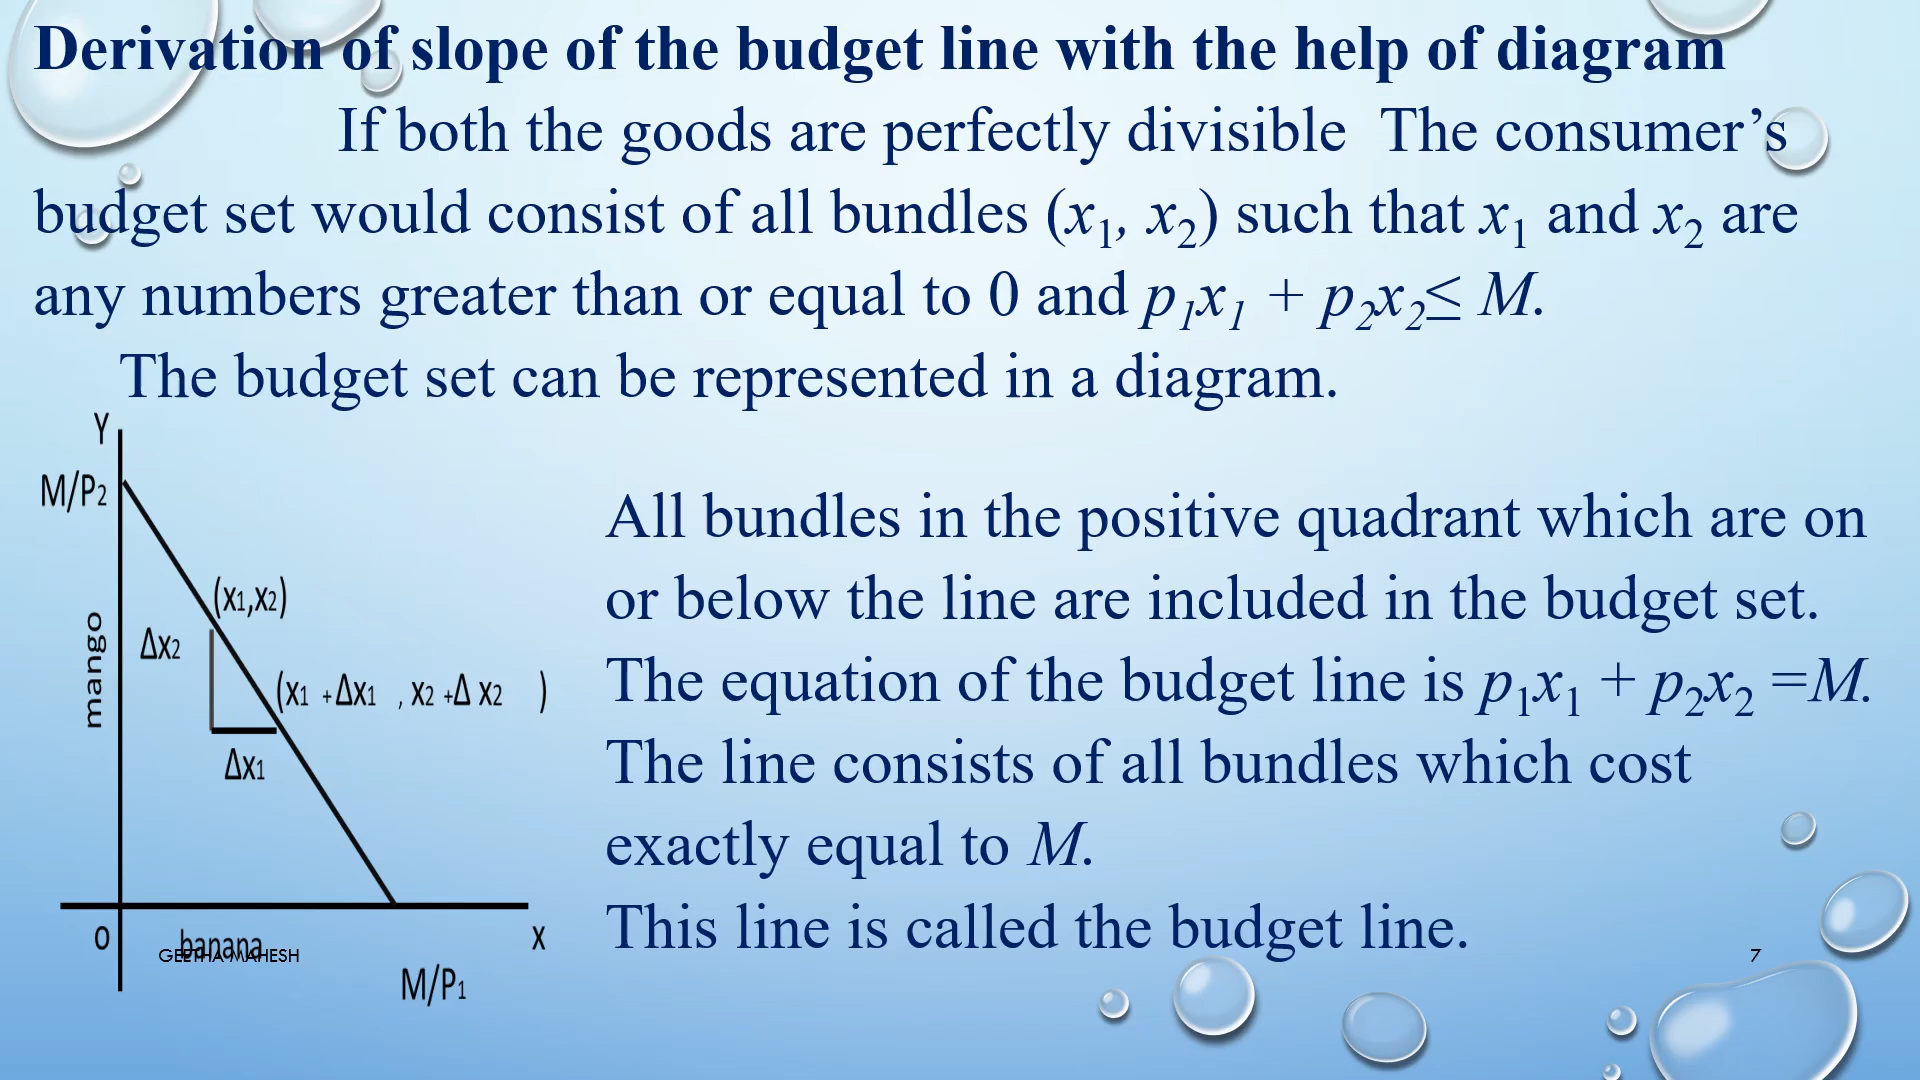 Derivation of slope of the budget line with the help of diagram
If both the goods are perfectly divisible The consumer’s
budget set would consist of all bundles (x₁, x₂) such that x₁ and x₂ are
any numbers greater than or equal to 0 and p₁x₁ + p₂x₂≤ M.
The budget set can be represented in a diagram.
Y
M/P₂
(x₁,x₂)
Δx₂
mango
(x₁ +Δx₁ , x₂ +Δ x₂ )
Δx₁
O
banana
X
M/P₁
All bundles in the positive quadrant which are on
or below the line are included in the budget set.
The equation of the budget line is p₁x₁ + p₂x₂ =M.
The line consists of all bundles which cost
exactly equal to M.
This line is called the budget line.
GEETHA MAHESH
7